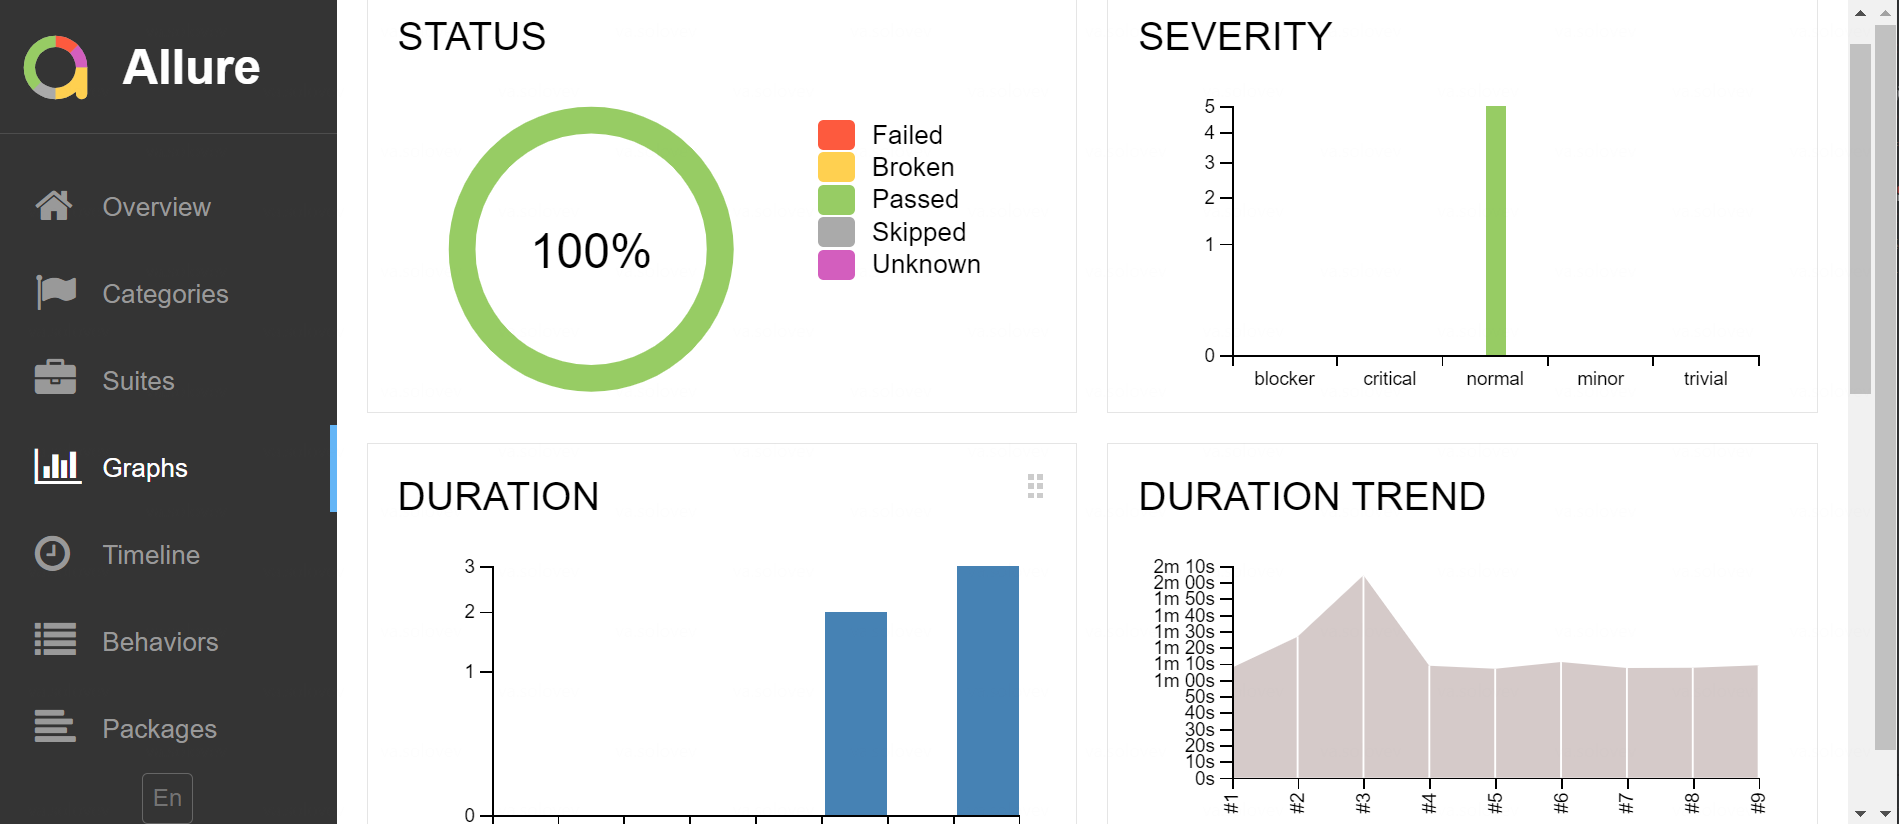 Allure
Overview
Categories
Suites
Graphs
Timeline
Behaviors
Packages
En
STATUS
100%
Failed
Broken
Passed
Skipped
Unknown
SEVERITY
5
4
3
2
1
0
blocker critical normal minor trivial
DURATION
3
2
1
0
DURATION TREND
2m 10s
2m 00s
1m 50s
1m 40s
1m 30s
1m 20s
1m 10s
1m 00s
50s
40s
30s
20s
10s
0s
#1 #2 #3 #4 #5 #6 #7 #8 #9